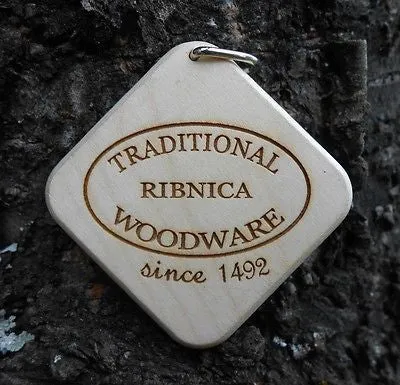 TRADITIONAL
RIBNICA
WOODWARE
since 1492